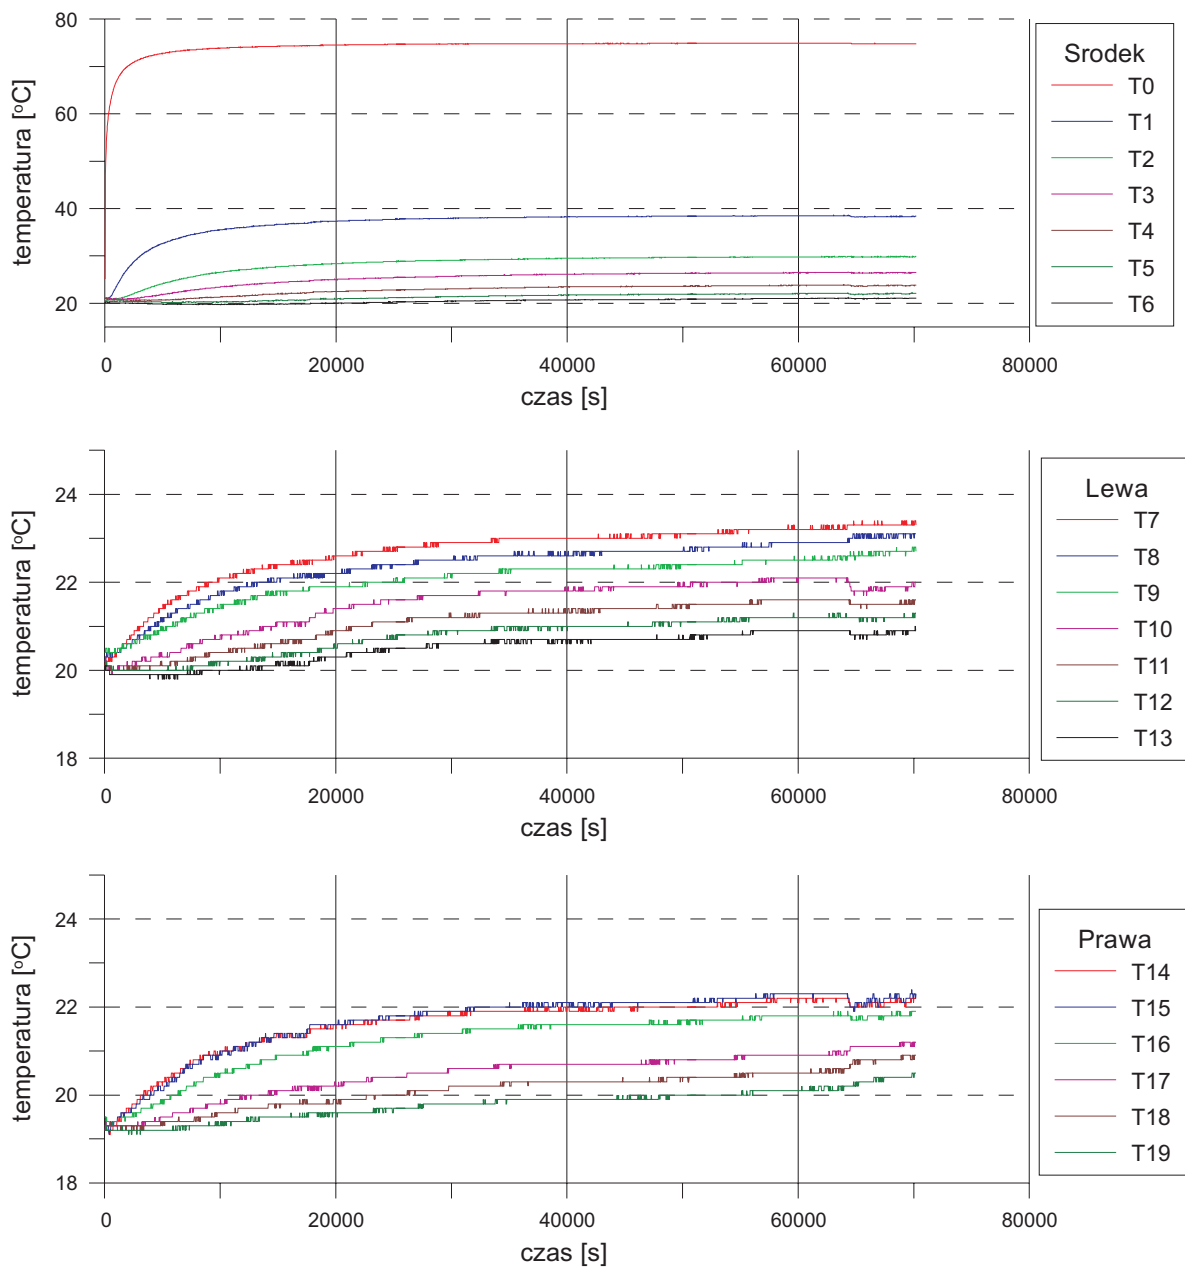 80
60
40
20
temperatura [°C]
0 20000 40000 60000 80000
czas [s]
Srodek
T0
T1
T2
T3
T4
T5
T6
24
22
20
18
temperatura [°C]
0 20000 40000 60000 80000
czas [s]
Lewa
T7
T8
T9
T10
T11
T12
T13
24
22
20
18
temperatura [°C]
0 20000 40000 60000 80000
czas [s]
Prawa
T14
T15
T16
T17
T18
T19